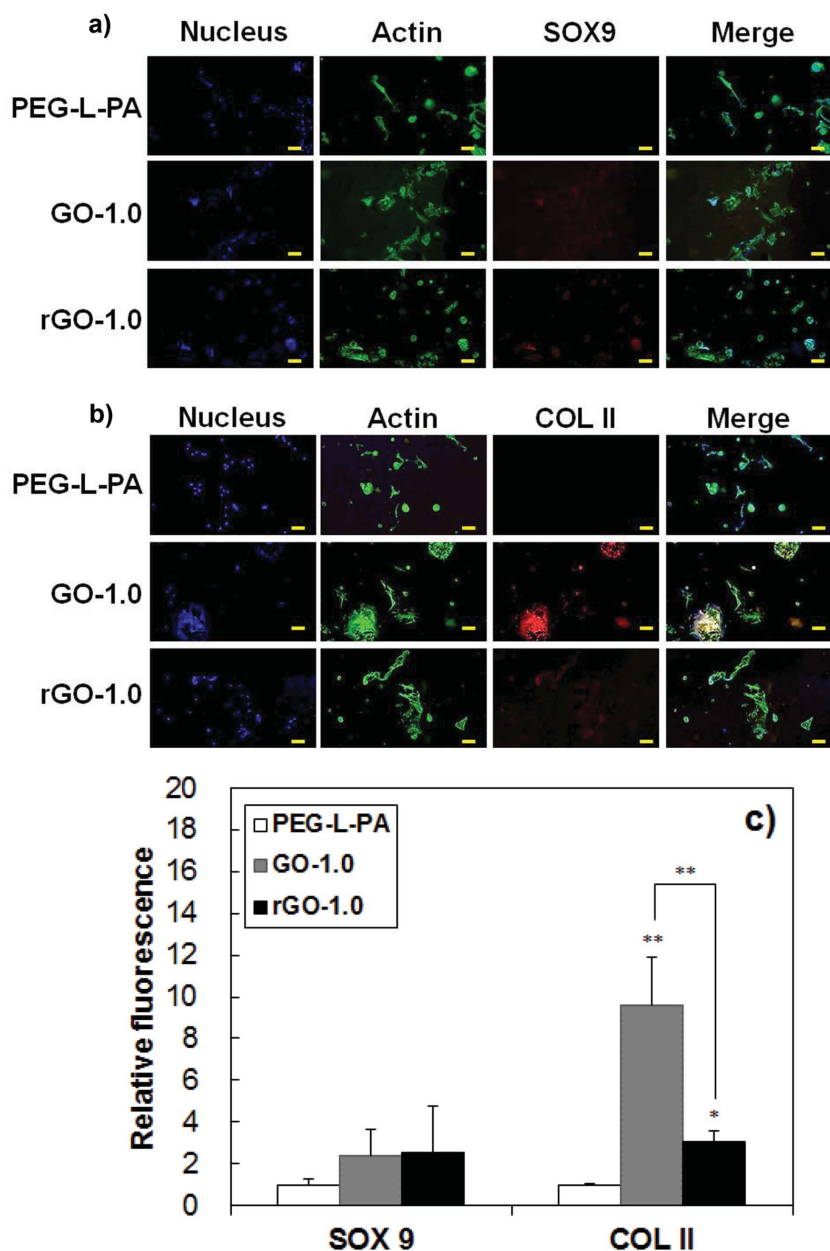 a)
Nucleus Actin SOX9 Merge
PEG-L-PA
GO-1.0
rGO-1.0
b)
Nucleus Actin COL II Merge
PEG-L-PA
GO-1.0
rGO-1.0
c)
Relative fluorescence
20
18
16
14
12
10
8
6
4
2
0
PEG-L-PA
GO-1.0
rGO-1.0
**
**
*
SOX 9 COL II